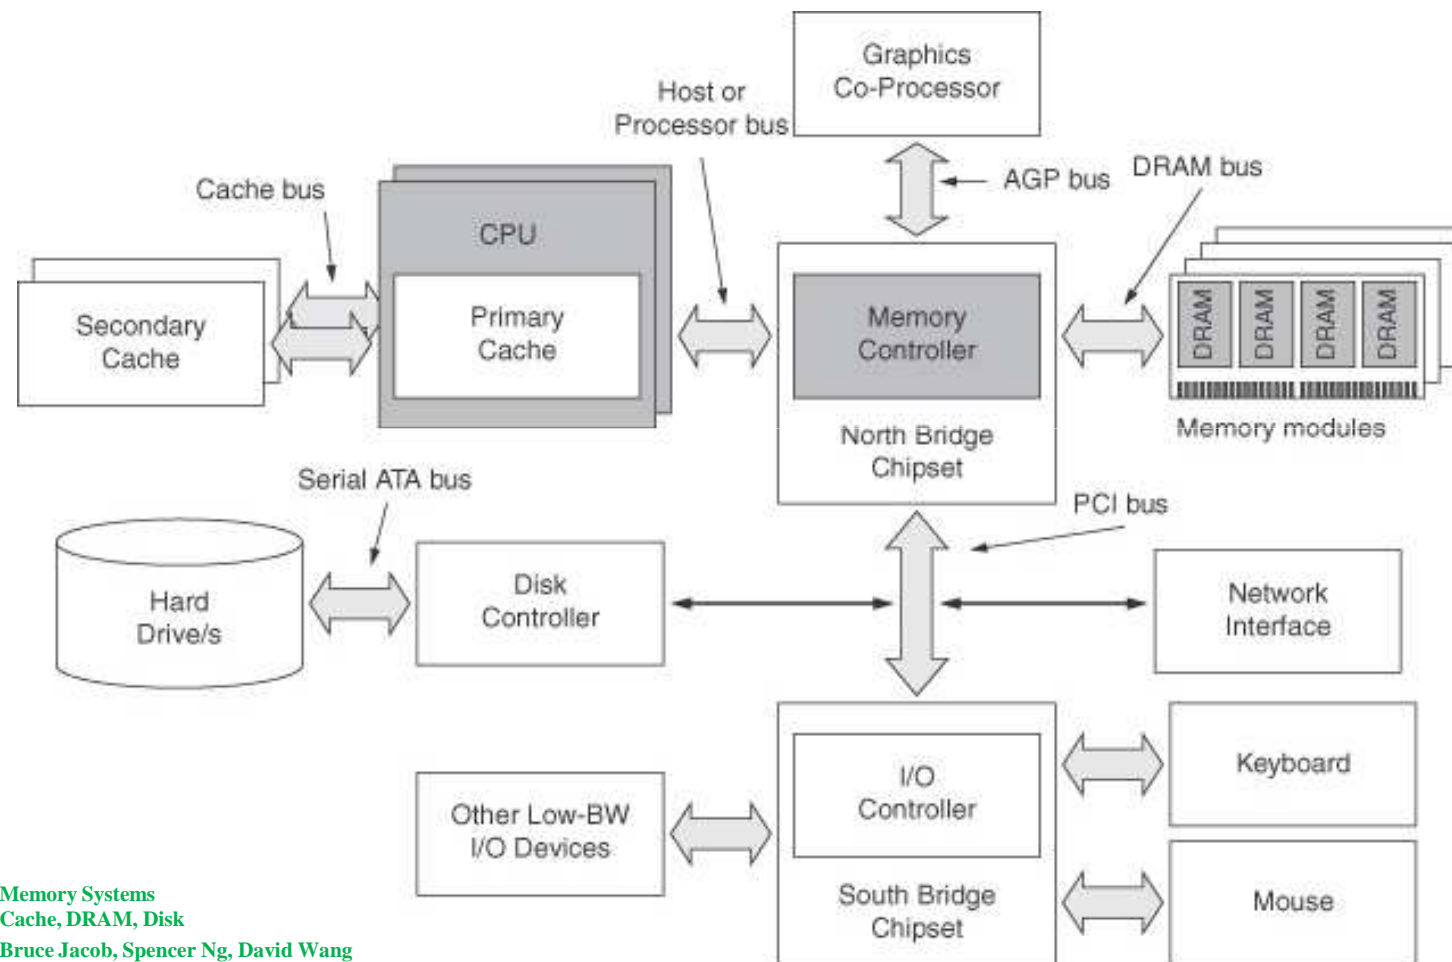 Graphics
Co-Processor
Host or
Processor bus
AGP bus
DRAM bus
Cache bus
CPU
Primary
Cache
Secondary
Cache
Memory
Controller
North Bridge
Chipset
DRAM
DRAM
DRAM
DRAM
Memory modules
Serial ATA bus
PCI bus
Hard
Drive/s
Disk
Controller
Network
Interface
I/O
Controller
South Bridge
Chipset
Keyboard
Mouse
Other Low-BW
I/O Devices
Memory Systems
Cache, DRAM, Disk
Bruce Jacob, Spencer Ng, David Wang